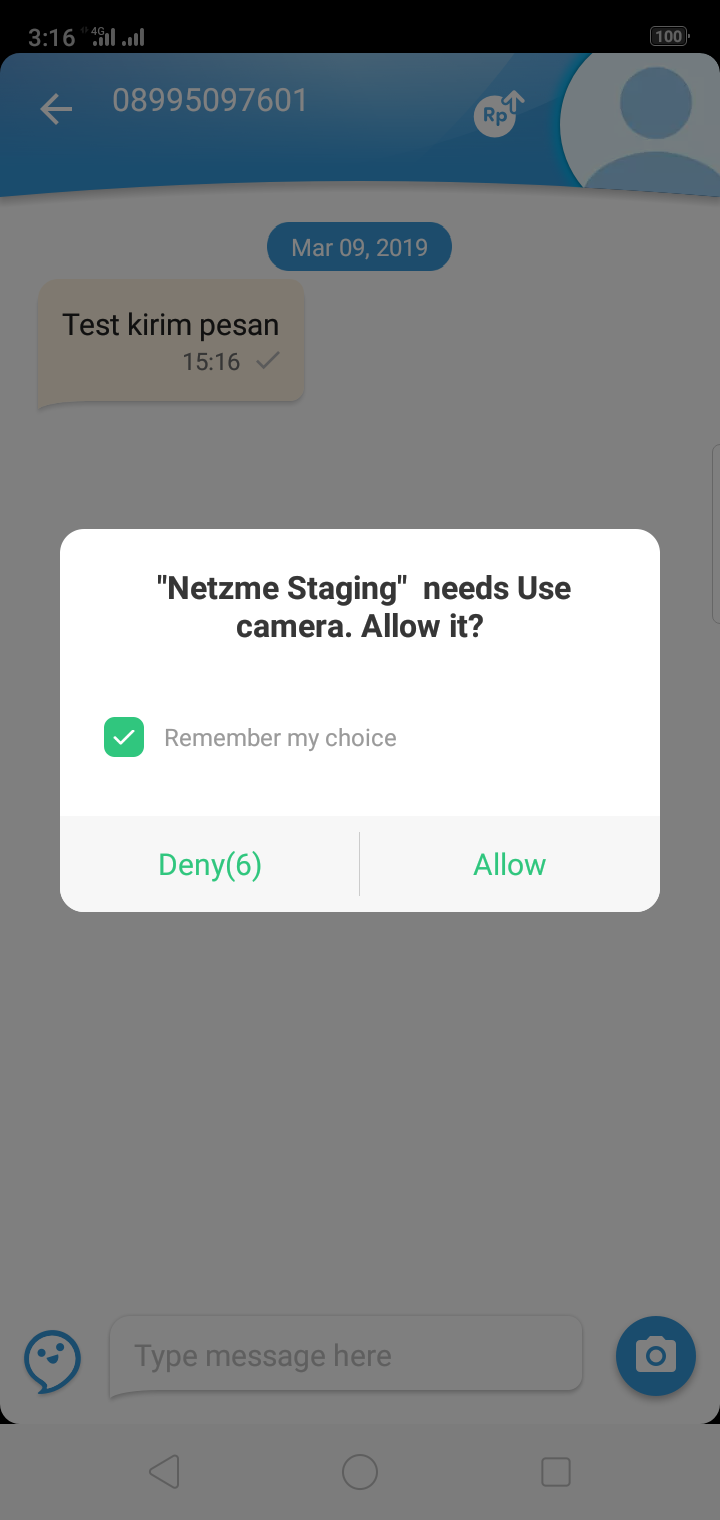 3:16 4G 100
08995097601
Rp
Mar 09, 2019
Test kirim pesan
15:16
"Netzme Staging"  needs Use
camera. Allow it?
Remember my choice
Deny(6) Allow
Type message here